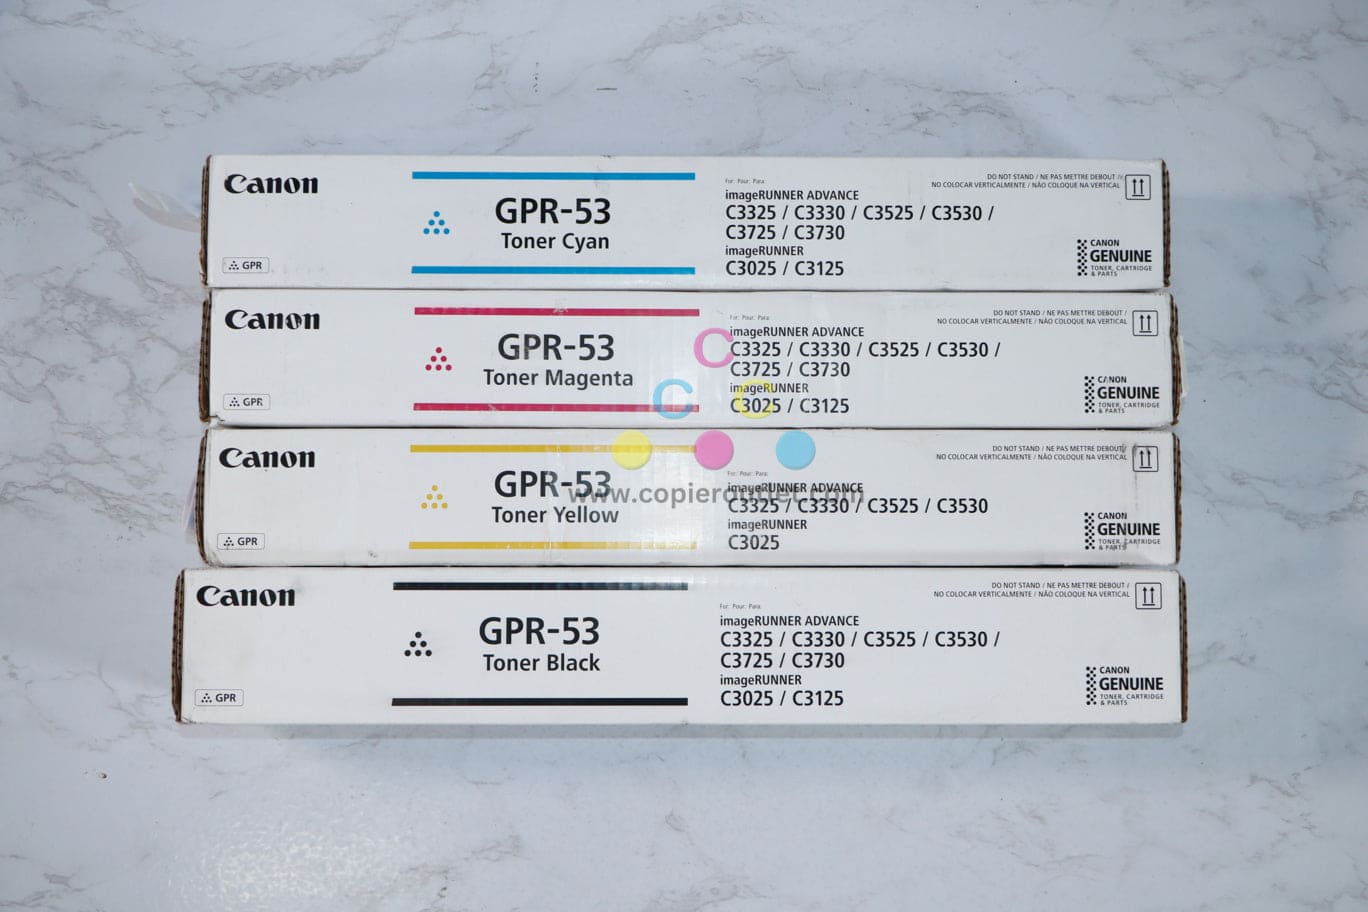 Canon
GPR
GPR-53
Toner Cyan
For: Pour: Para:
imageRUNNER ADVANCE
C3325 / C3330 / C3525 / C3530 /
C3725 / C3730
imageRUNNER
C3025 / C3125
DO NOT STAND / NE PAS METTRE DEBOUT /
NO COLOCAR VERTICALMENTE / NÃO COLOQUE NA VERTICAL
CANON
GENUINE
TONER, CARTRIDGE
& PARTS
Canon
GPR
GPR-53
Toner Magenta
For: Pour: Para:
imageRUNNER ADVANCE
C3325 / C3330 / C3525 / C3530 /
C3725 / C3730
imageRUNNER
C3025 / C3125
DO NOT STAND / NE PAS METTRE DEBOUT /
NO COLOCAR VERTICALMENTE / NÃO COLOQUE NA VERTICAL
CANON
GENUINE
TONER, CARTRIDGE
& PARTS
C
C C
Canon
GPR
GPR-53
Toner Yellow
www.copieroutlet.com
For: Pour: Para:
imageRUNNER ADVANCE
C3325 / C3330 / C3525 / C3530
imageRUNNER
C3025
DO NOT STAND / NE PAS METTRE DEBOUT /
NO COLOCAR VERTICALMENTE / NÃO COLOQUE NA VERTICAL
CANON
GENUINE
TONER, CARTRIDGE
& PARTS
Canon
GPR
GPR-53
Toner Black
For: Pour: Para:
imageRUNNER ADVANCE
C3325 / C3330 / C3525 / C3530 /
C3725 / C3730
imageRUNNER
C3025 / C3125
DO NOT STAND / NE PAS METTRE DEBOUT /
NO COLOCAR VERTICALMENTE / NÃO COLOQUE NA VERTICAL
CANON
GENUINE
TONER, CARTRIDGE
& PARTS